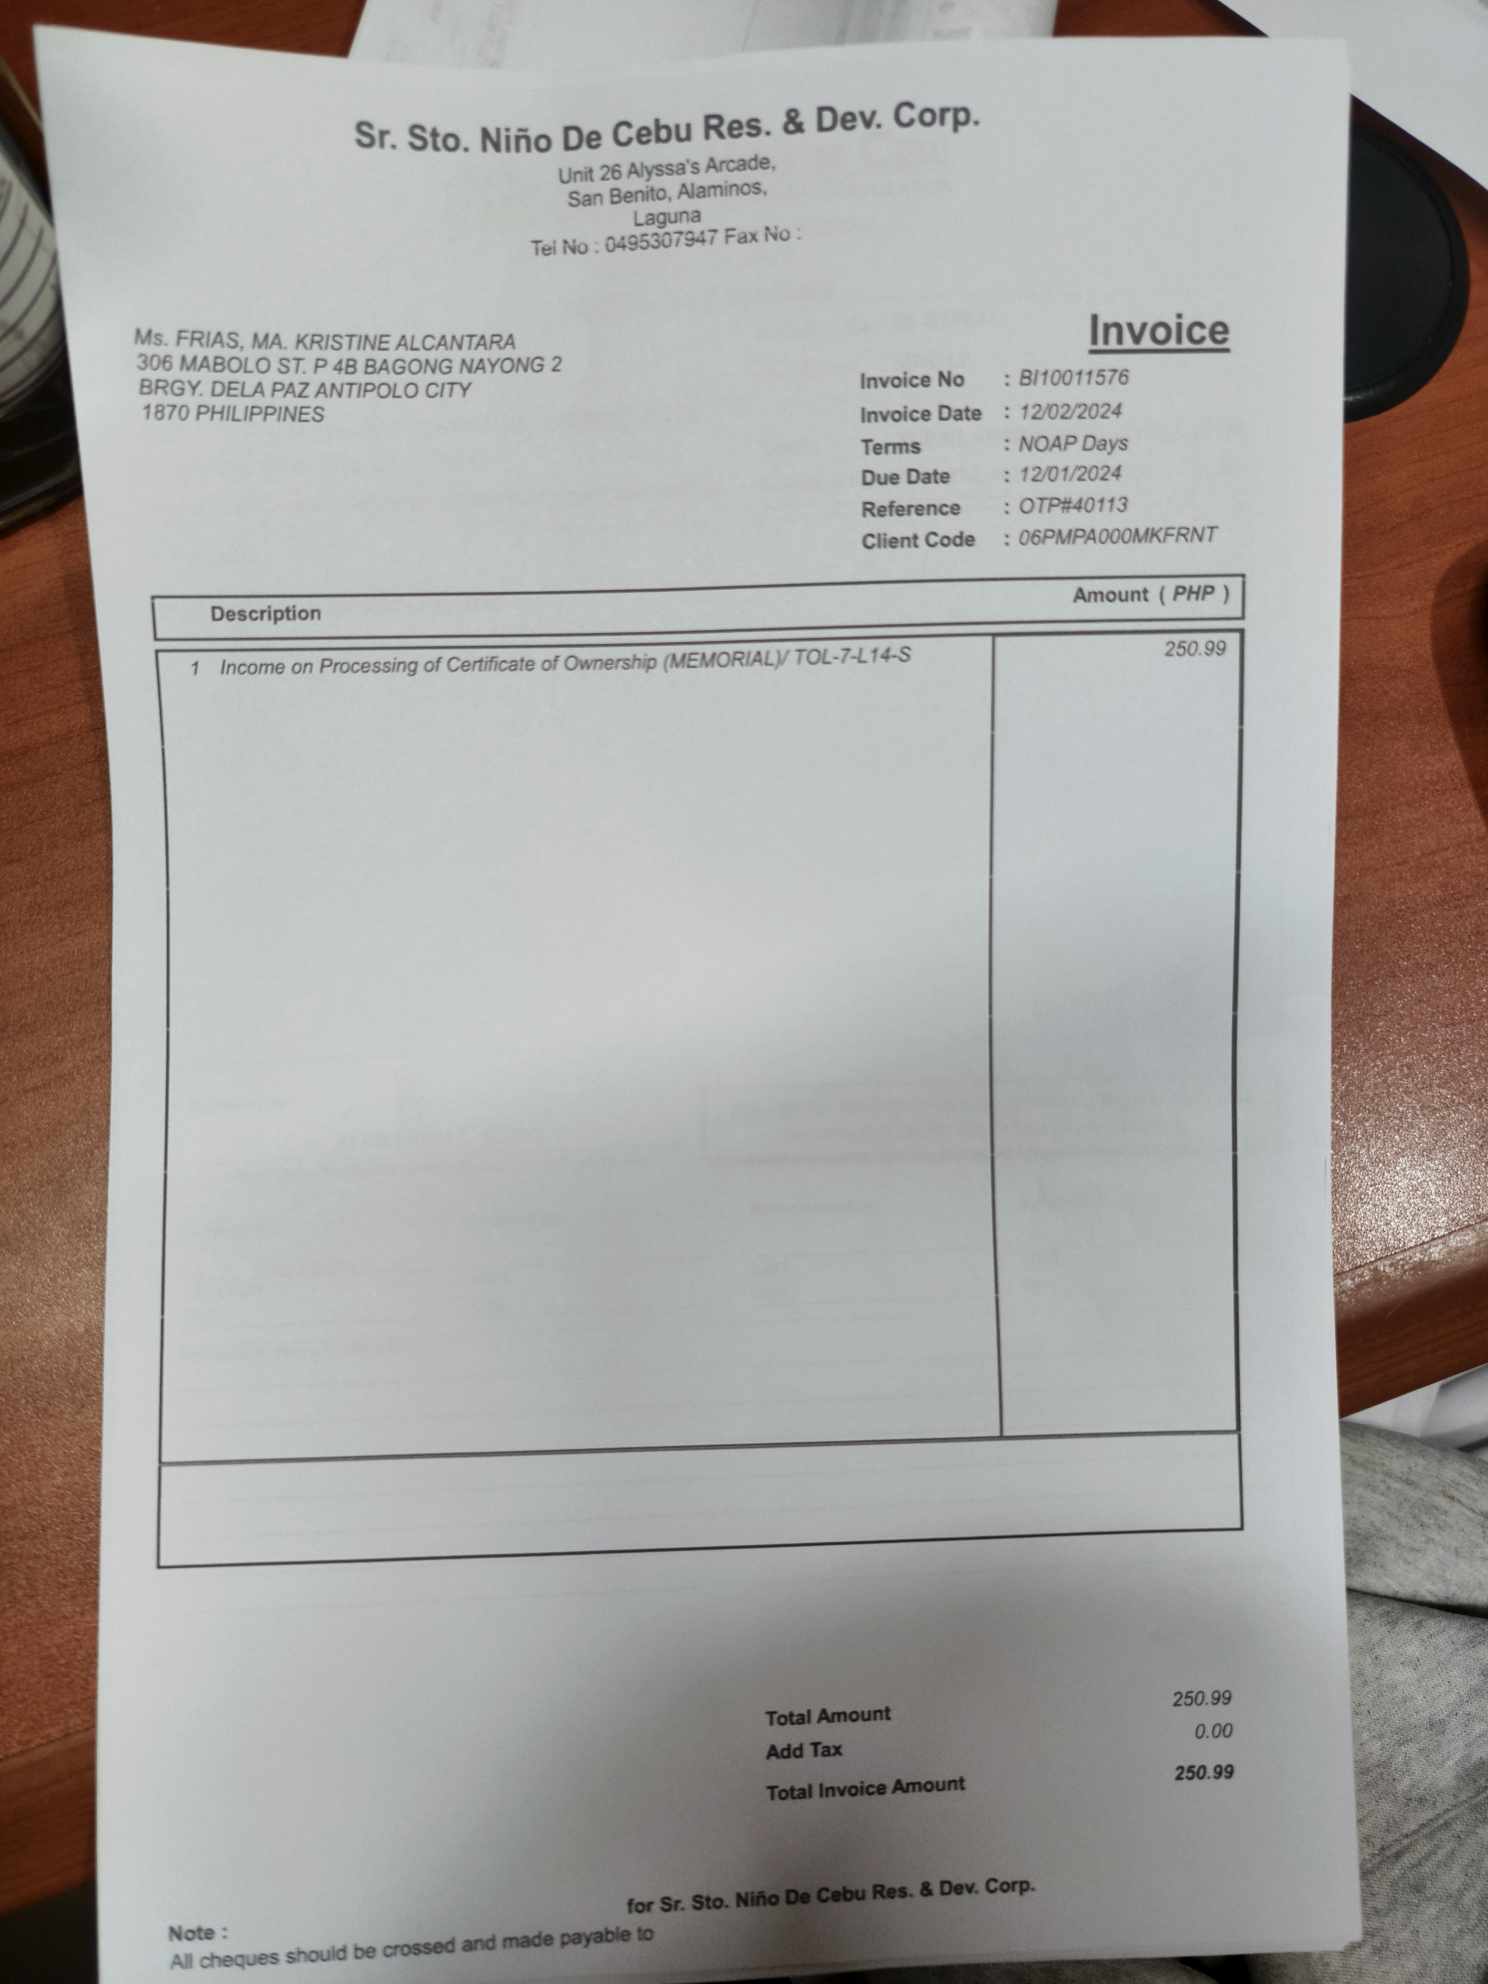 Sr. Sto. Niño De Cebu Res. & Dev. Corp.
Unit 26 Alyssa's Arcade,
San Benito, Alaminos,
Laguna
Tel No : 0495307947 Fax No :
Ms. FRIAS, MA. KRISTINE ALCANTARA
306 MABOLO ST. P 4B BAGONG NAYONG 2
BRGY. DELA PAZ ANTIPOLO CITY
1870 PHILIPPINES
Invoice
Invoice No : BI10011576
Invoice Date : 12/02/2024
Terms : NOAP Days
Due Date : 12/01/2024
Reference : OTP#40113
Client Code : 06PMPA000MKFRNT
Description Amount ( PHP )
1 Income on Processing of Certificate of Ownership (MEMORIAL)/ TOL-7-L14-S 250.99
Total Amount 250.99
Add Tax 0.00
Total Invoice Amount 250.99
for Sr. Sto. Niño De Cebu Res. & Dev. Corp.
Note :
All cheques should be crossed and made payable to